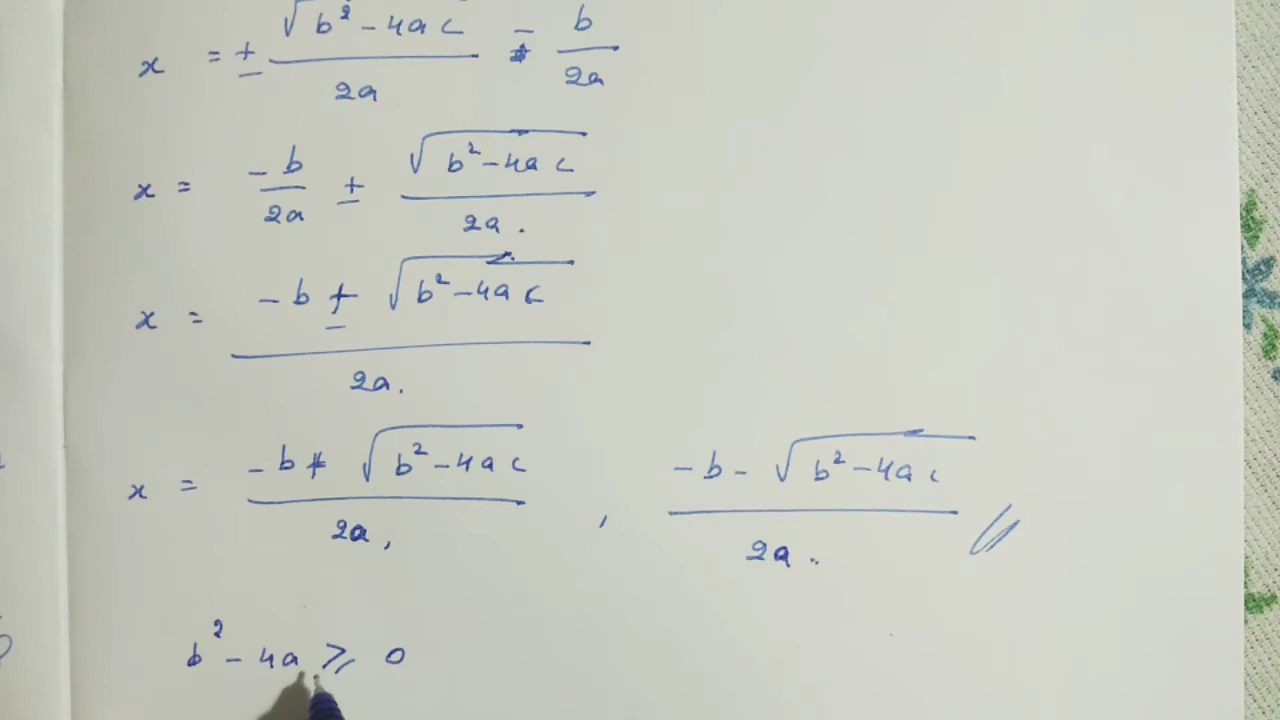 x = ± √b² - 4ac / 2a - b / 2a
x = -b / 2a ± √b² - 4ac / 2a.
x = -b ± √b² - 4ac / 2a.
x = -b + √b² - 4ac / 2a, , -b - √b² - 4ac / 2a.
b² - 4a ≥ 0